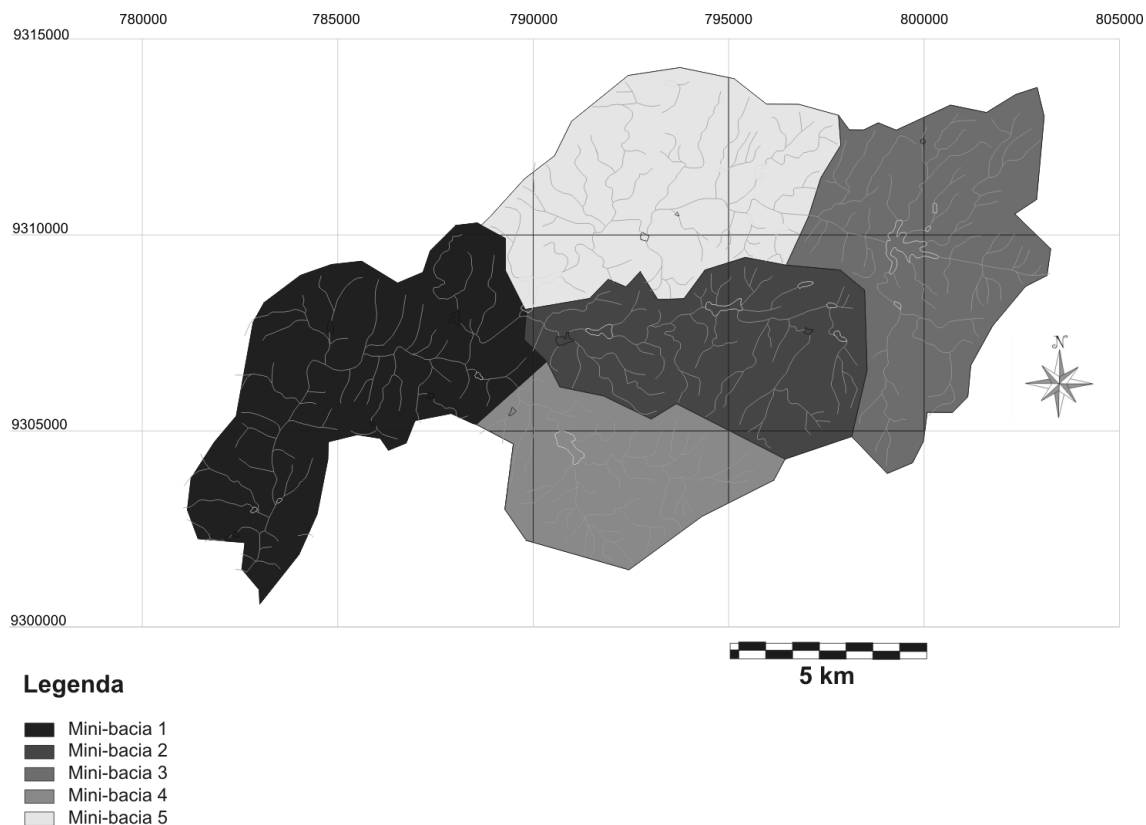 780000 785000 790000 795000 800000 805000
9315000
9310000
9305000
9300000
N
5 km
Legenda
Mini-bacia 1
Mini-bacia 2
Mini-bacia 3
Mini-bacia 4
Mini-bacia 5